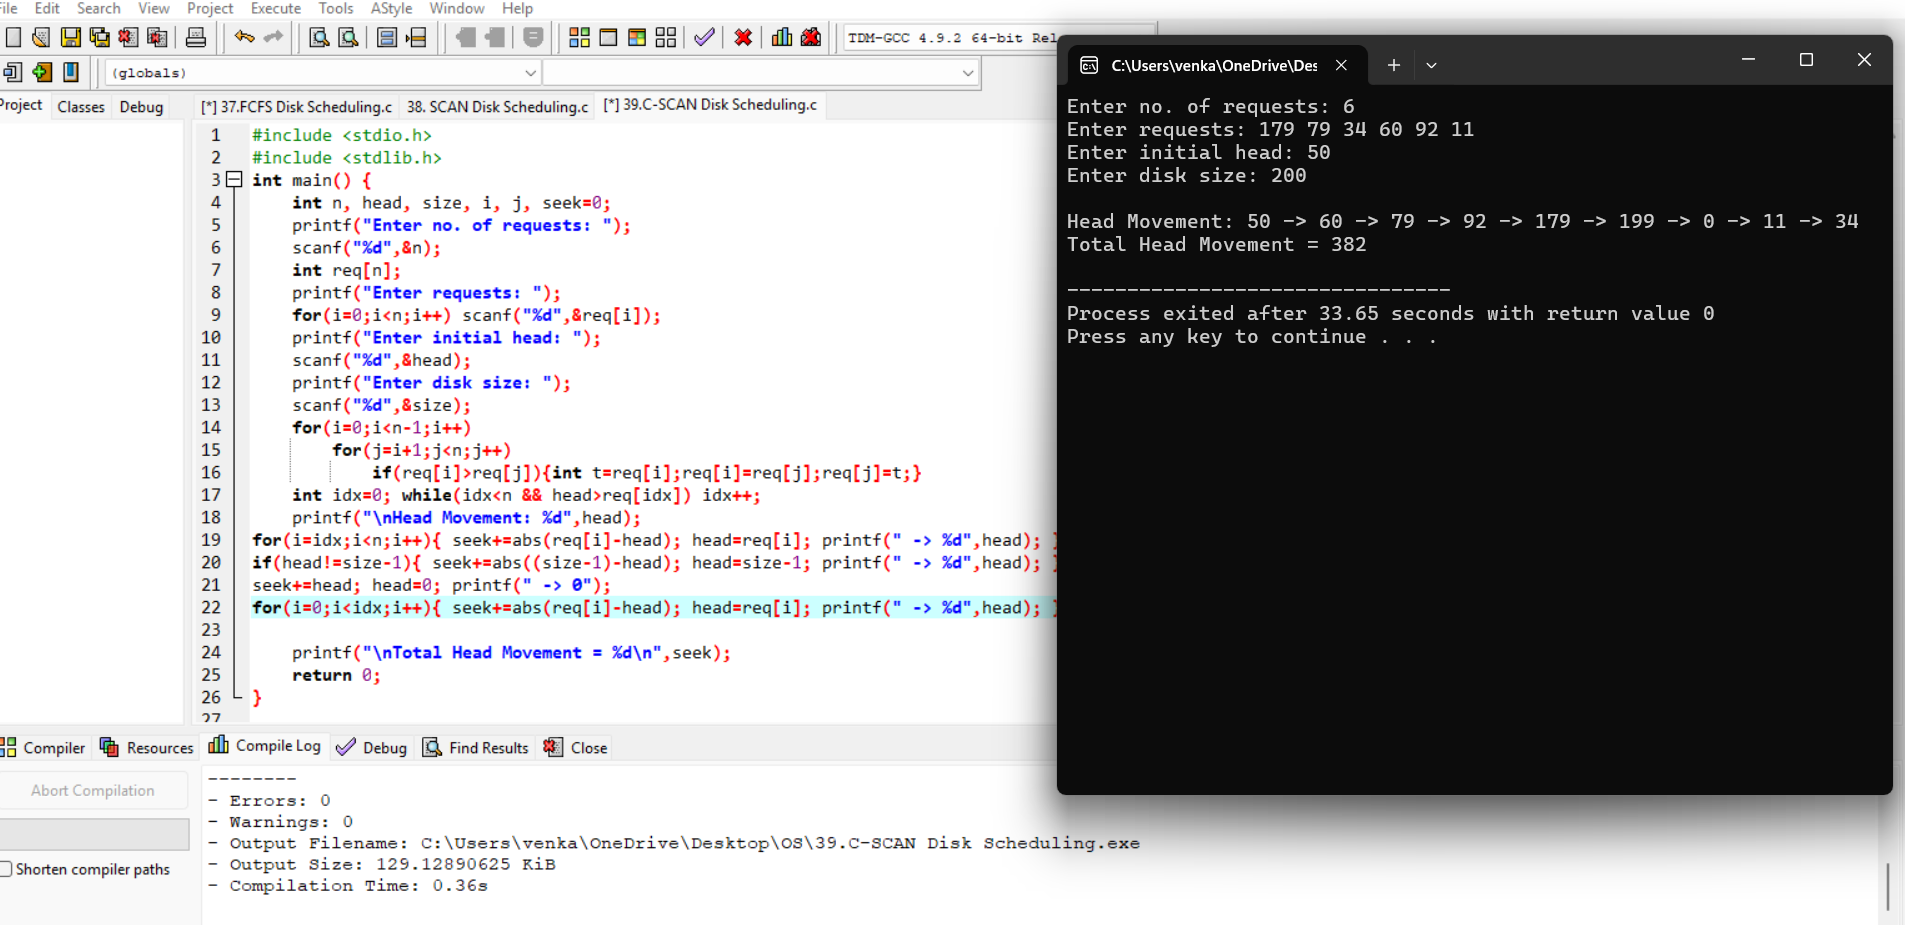 File Edit Search View Project Execute Tools AStyle Window Help
TDM-GCC 4.9.2 64-bit Rel
(globals)
Project Classes Debug
[*] 37.FCFS Disk Scheduling.c 38. SCAN Disk Scheduling.c [*] 39.C-SCAN Disk Scheduling.c
1 #include <stdio.h>
2 #include <stdlib.h>
3 int main() {
4 int n, head, size, i, j, seek=0;
5 printf("Enter no. of requests: ");
6 scanf("%d",&n);
7 int req[n];
8 printf("Enter requests: ");
9 for(i=0;i<n;i++) scanf("%d",&req[i]);
10 printf("Enter initial head: ");
11 scanf("%d",&head);
12 printf("Enter disk size: ");
13 scanf("%d",&size);
14 for(i=0;i<n-1;i++)
15 for(j=i+1;j<n;j++)
16 if(req[i]>req[j]){int t=req[i];req[i]=req[j];req[j]=t;}
17 int idx=0; while(idx<n && head>req[idx]) idx++;
18 printf("\nHead Movement: %d",head);
19 for(i=idx;i<n;i++){ seek+=abs(req[i]-head); head=req[i]; printf(" -> %d",head); }
20 if(head!=size-1){ seek+=abs((size-1)-head); head=size-1; printf(" -> %d",head); }
21 seek+=head; head=0; printf(" -> 0");
22 for(i=0;i<idx;i++){ seek+=abs(req[i]-head); head=req[i]; printf(" -> %d",head); }
23
24 printf("\nTotal Head Movement = %d\n",seek);
25 return 0;
26 }
27
Compiler Resources Compile Log Debug Find Results Close
Abort Compilation
Shorten compiler paths
--------
- Errors: 0
- Warnings: 0
- Output Filename: C:\Users\venka\OneDrive\Desktop\OS\39.C-SCAN Disk Scheduling.exe
- Output Size: 129.12890625 KiB
- Compilation Time: 0.36s
C:\Users\venka\OneDrive\Des
Enter no. of requests: 6
Enter requests: 179 79 34 60 92 11
Enter initial head: 50
Enter disk size: 200
Head Movement: 50 -> 60 -> 79 -> 92 -> 179 -> 199 -> 0 -> 11 -> 34
Total Head Movement = 382
--------------------------------
Process exited after 33.65 seconds with return value 0
Press any key to continue . . .